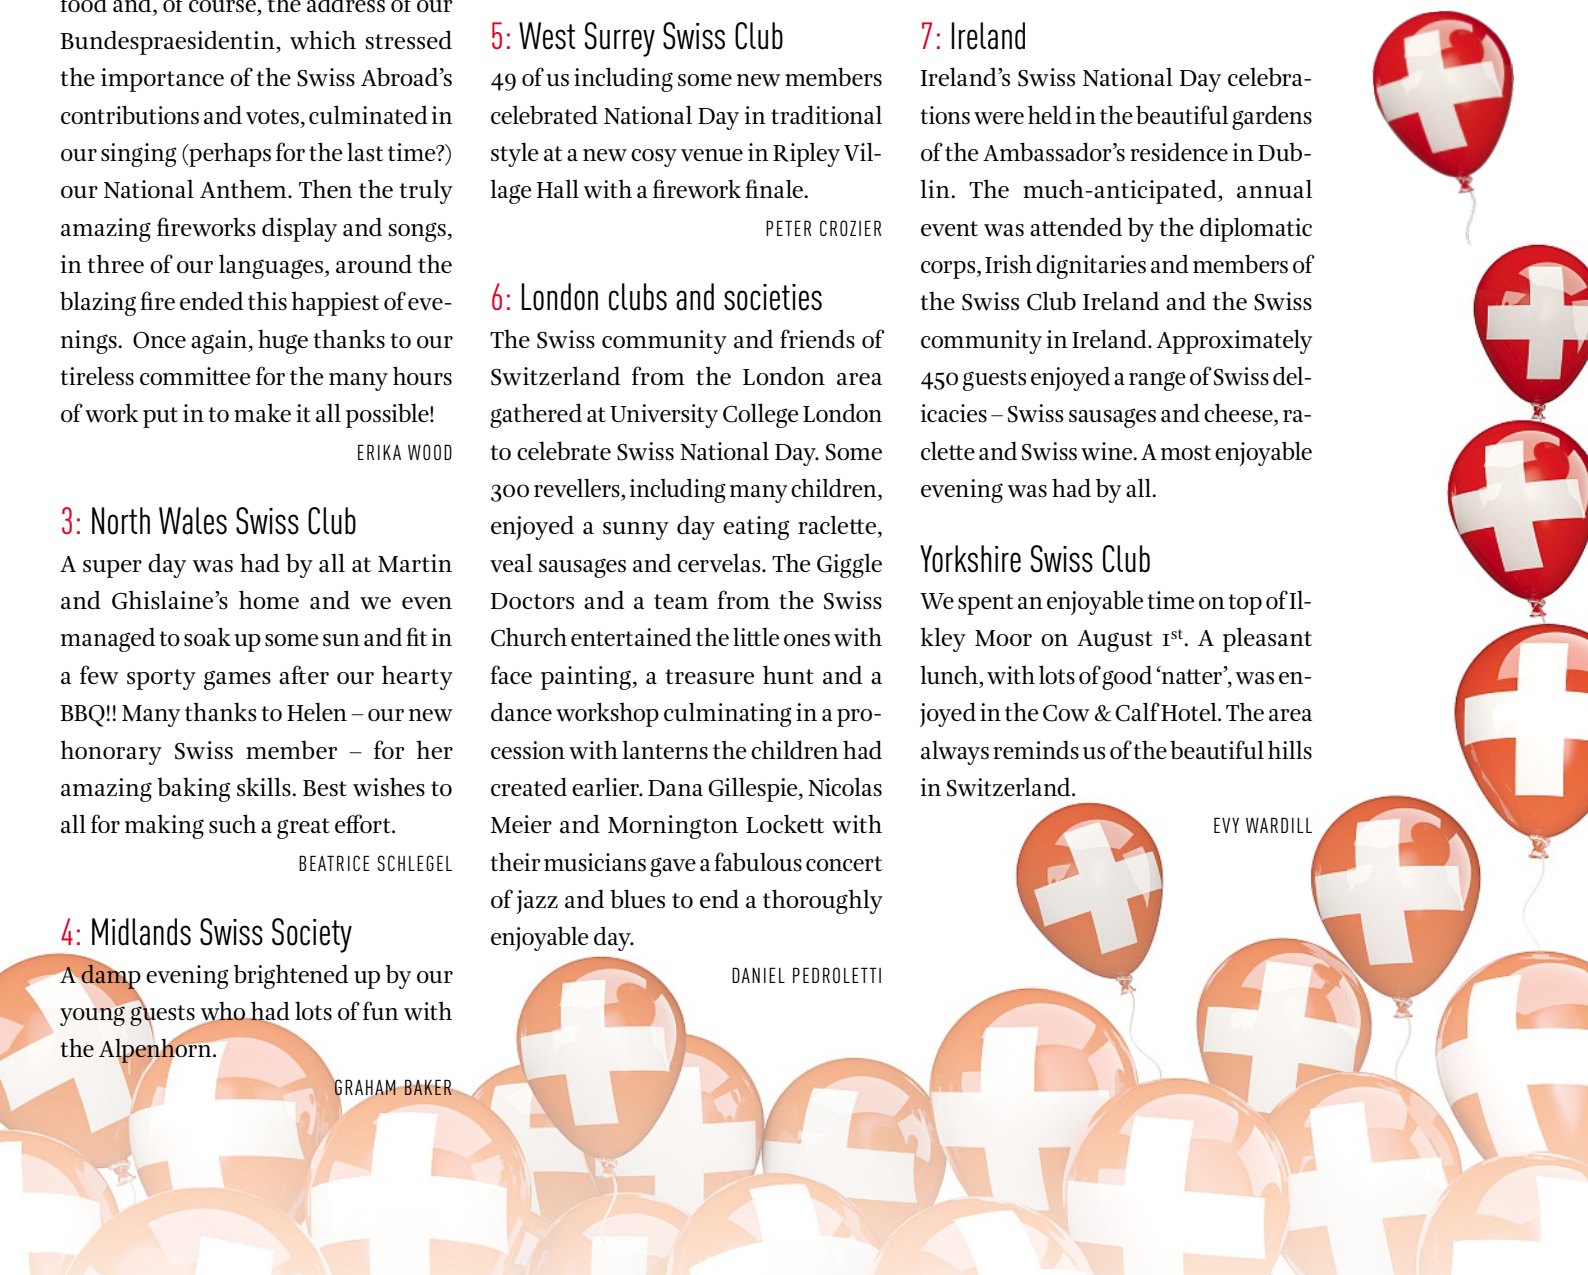 food and, of course, the address of our
Bundespraesidentin, which stressed
the importance of the Swiss Abroad’s
contributions and votes, culminated in
our singing (perhaps for the last time?)
our National Anthem. Then the truly
amazing fireworks display and songs,
in three of our languages, around the
blazing fire ended this happiest of eve-
nings. Once again, huge thanks to our
tireless committee for the many hours
of work put in to make it all possible!
ERIKA WOOD
3: North Wales Swiss Club
A super day was had by all at Martin
and Ghislaine’s home and we even
managed to soak up some sun and fit in
a few sporty games after our hearty
BBQ!! Many thanks to Helen – our new
honorary Swiss member – for her
amazing baking skills. Best wishes to
all for making such a great effort.
BEATRICE SCHLEGEL
4: Midlands Swiss Society
A damp evening brightened up by our
young guests who had lots of fun with
the Alpenhorn.
GRAHAM BAKER
5: West Surrey Swiss Club
49 of us including some new members
celebrated National Day in traditional
style at a new cosy venue in Ripley Vil-
lage Hall with a firework finale.
PETER CROZIER
6: London clubs and societies
The Swiss community and friends of
Switzerland from the London area
gathered at University College London
to celebrate Swiss National Day. Some
300 revellers, including many children,
enjoyed a sunny day eating raclette,
veal sausages and cervelas. The Giggle
Doctors and a team from the Swiss
Church entertained the little ones with
face painting, a treasure hunt and a
dance workshop culminating in a pro-
cession with lanterns the children had
created earlier. Dana Gillespie, Nicolas
Meier and Mornington Lockett with
their musicians gave a fabulous concert
of jazz and blues to end a thoroughly
enjoyable day.
DANIEL PEDROLETTI
7: Ireland
Ireland’s Swiss National Day celebra-
tions were held in the beautiful gardens
of the Ambassador’s residence in Dub-
lin. The much-anticipated, annual
event was attended by the diplomatic
corps, Irish dignitaries and members of
the Swiss Club Ireland and the Swiss
community in Ireland. Approximately
450 guests enjoyed a range of Swiss del-
icacies – Swiss sausages and cheese, ra-
clette and Swiss wine. A most enjoyable
evening was had by all.
Yorkshire Swiss Club
We spent an enjoyable time on top of Il-
kley Moor on August 1st. A pleasant
lunch, with lots of good ‘natter’, was en-
joyed in the Cow & Calf Hotel. The area
always reminds us of the beautiful hills
in Switzerland.
EVY WARDILL